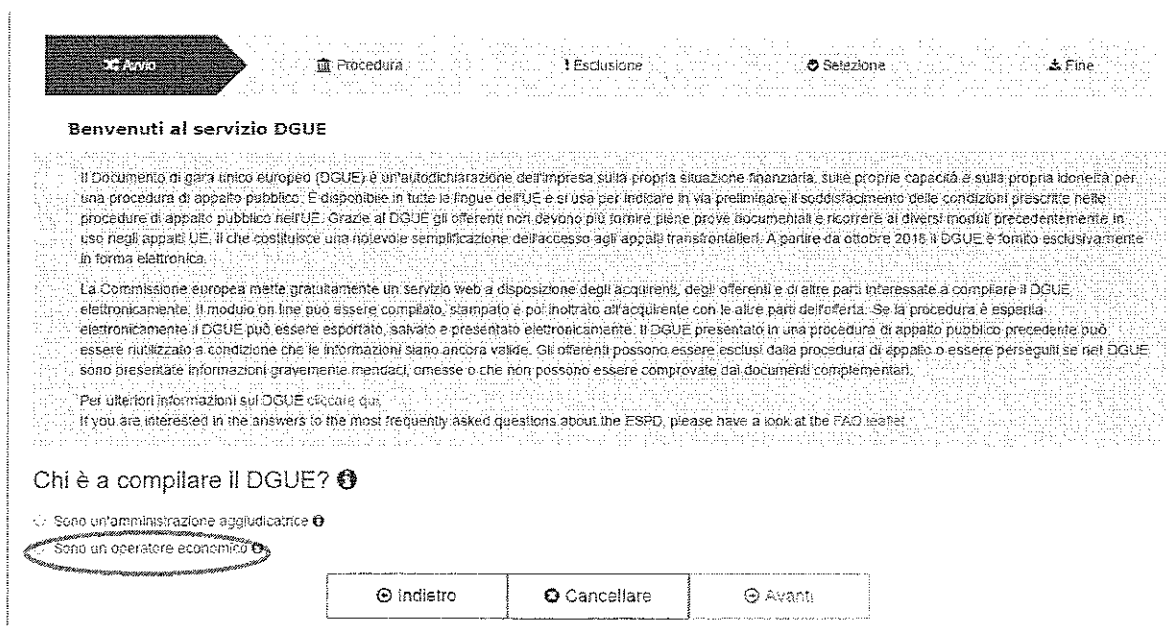 Avvio
Procedura
Esclusione
Selezione
Fine
Benvenuti al servizio DGUE
Il Documento di gara unico europeo (DGUE) è un'autodichiarazione dell'impresa sulla propria situazione finanziaria, sulle proprie capacità e sulla propria idoneità per
una procedura di appalto pubblico. È disponibile in tutte le lingue dell'UE e si usa per indicare in via preliminare il soddisfacimento delle condizioni prescritte nelle
procedure di appalto pubblico nell'UE. Grazie al DGUE gli offerenti non devono più fornire piene prove documentali e ricorrere ai diversi moduli precedentemente in
uso negli appalti UE, il che costituisce una notevole semplificazione dell'accesso agli appalti transfrontalieri. A partire da ottobre 2018 il DGUE è fornito esclusivamente
in forma elettronica.
La Commissione europea mette gratuitamente un servizio web a disposizione degli acquirenti, degli offerenti e di altre parti interessate a compilare il DGUE
elettronicamente. Il modulo on line può essere compilato, stampato e poi inoltrato all'acquirente con le altre parti dell'offerta. Se la procedura è esperita
elettronicamente il DGUE può essere esportato, salvato e presentato elettronicamente. Il DGUE presentato in una procedura di appalto pubblico precedente può
essere riutilizzato a condizione che le informazioni siano ancora valide. Gli offerenti possono essere esclusi dalla procedura di appalto o essere perseguiti se nel DGUE
sono presentate informazioni gravemente mendaci, omesse o che non possono essere comprovate dai documenti complementari.
Per ulteriori informazioni sul DGUE cliccare qui.
If you are interested in the answers to the most frequently asked questions about the ESPD, please have a look at the FAQ leaflet
Chi è a compilare il DGUE?
Sono un'amministrazione aggiudicatrice
Sono un operatore economico
Indietro
Cancellare
Avanti